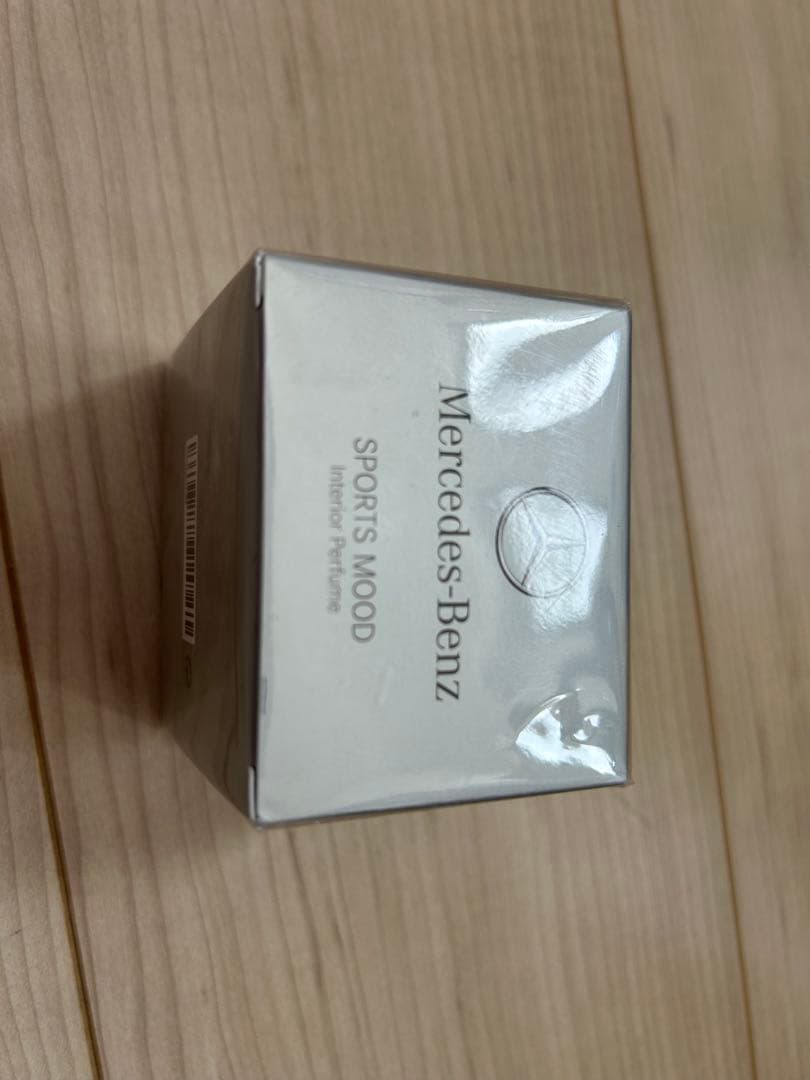 Mercedes-Benz
SPORTS MOOD
Interior Perfume